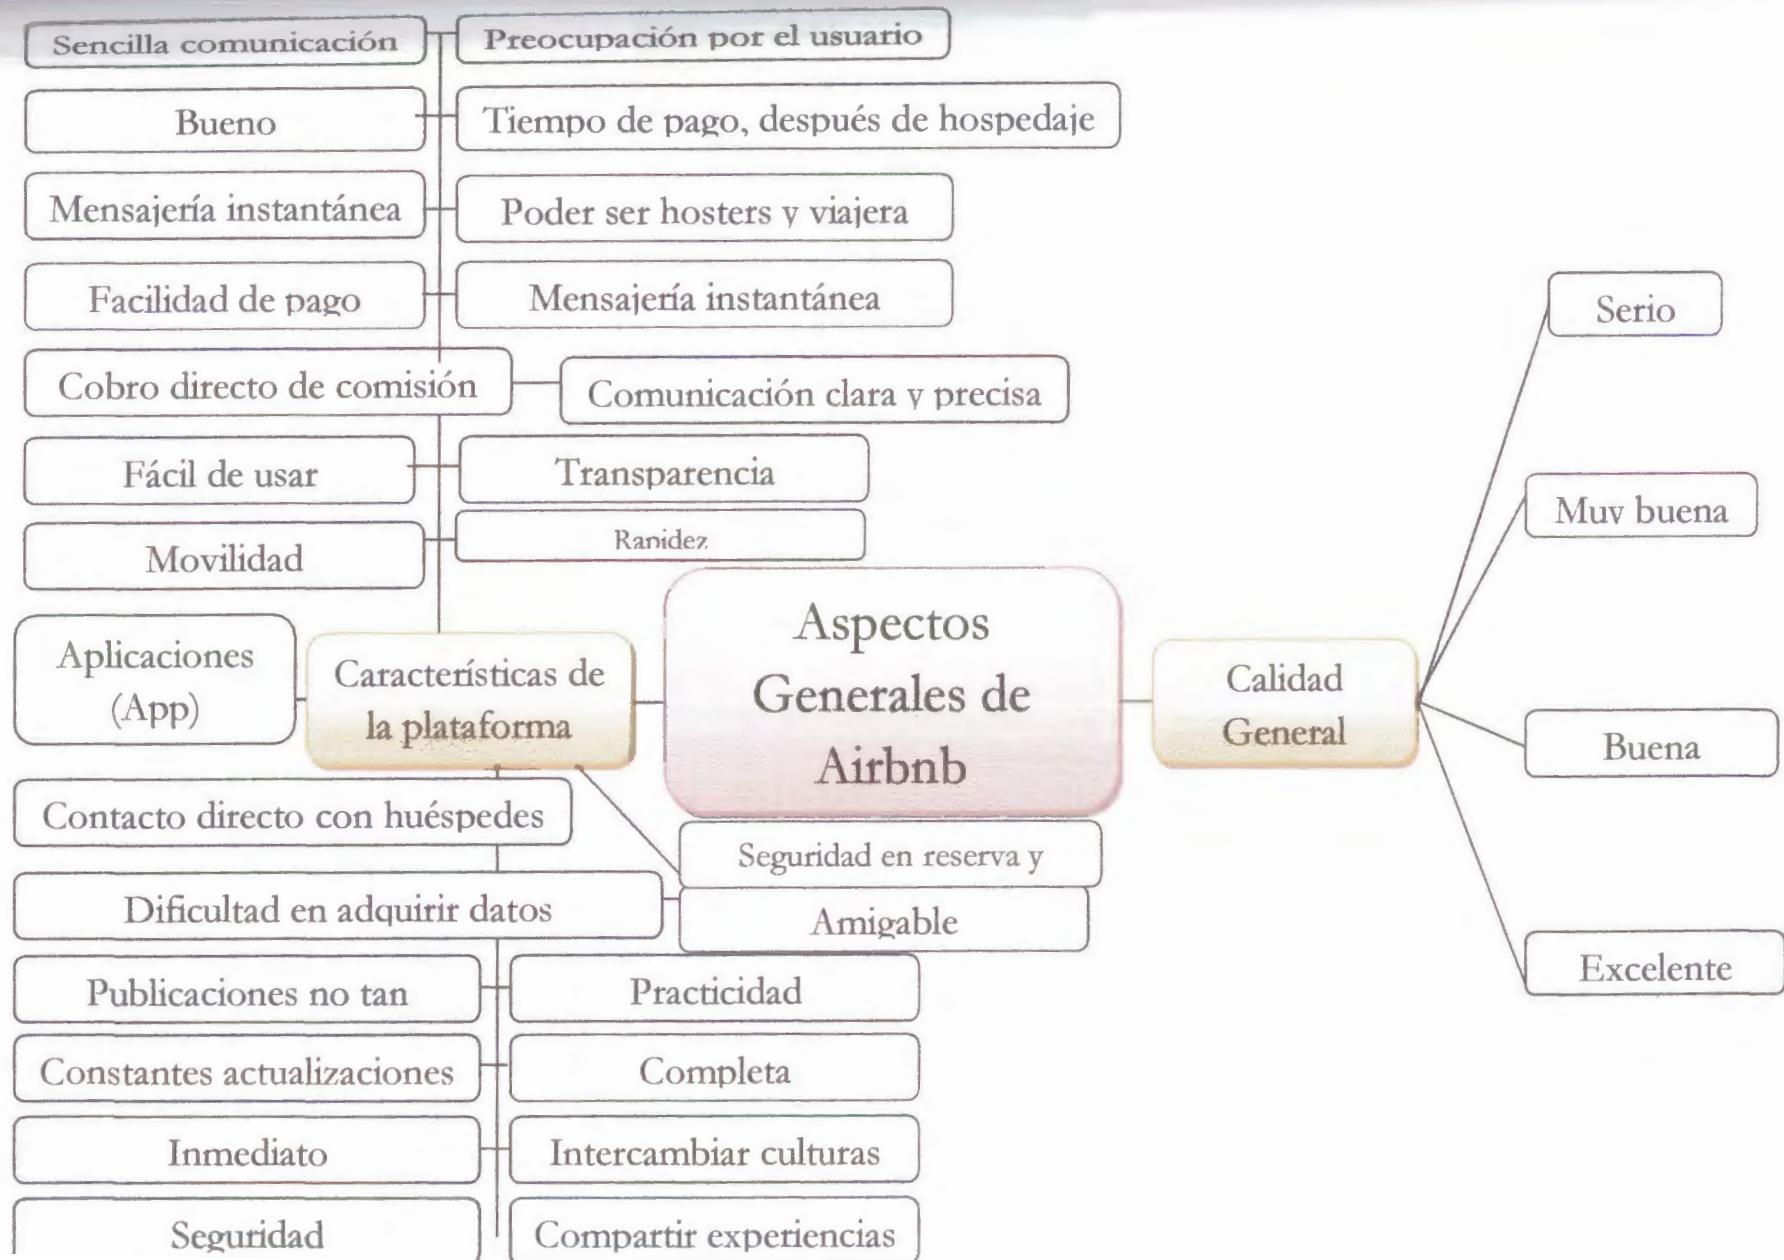 Sencilla comunicación
Preocupación por el usuario
Bueno
Tiempo de pago, después de hospedaje
Mensajería instantánea
Poder ser hosters y viajera
Facilidad de pago
Mensajería instantánea
Cobro directo de comisión
Comunicación clara y precisa
Fácil de usar
Transparencia
Movilidad
Rapidez
Aplicaciones
(App)
Características de
la plataforma
Aspectos
Generales de
Airbnb
Calidad
General
Serio
Muy buena
Buena
Excelente
Contacto directo con huéspedes
Seguridad en reserva y
Dificultad en adquirir datos
Amigable
Publicaciones no tan
Practicidad
Constantes actualizaciones
Completa
Inmediato
Intercambiar culturas
Seguridad
Compartir experiencias